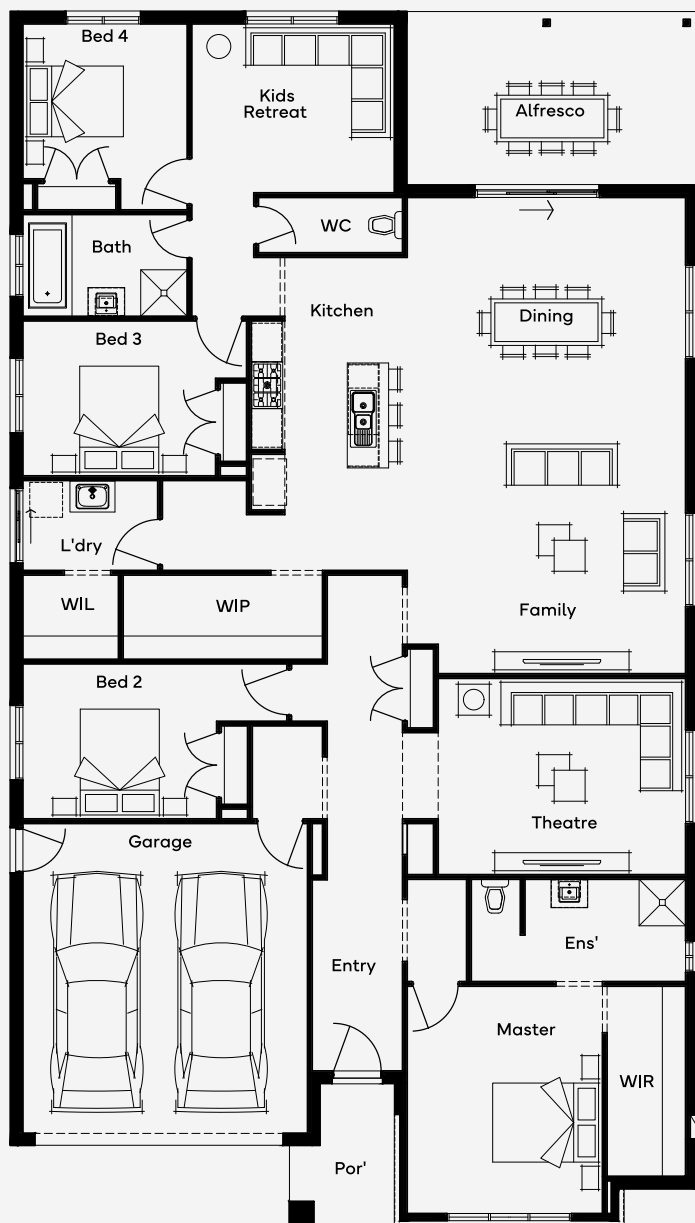 Bed 4
Kids
Retreat
Alfresco
WC
Bath
Kitchen
Dining
Bed 3
L'dry
WIL
WIP
Family
Bed 2
Theatre
Garage
Ens'
Entry
Master
WIR
Por'